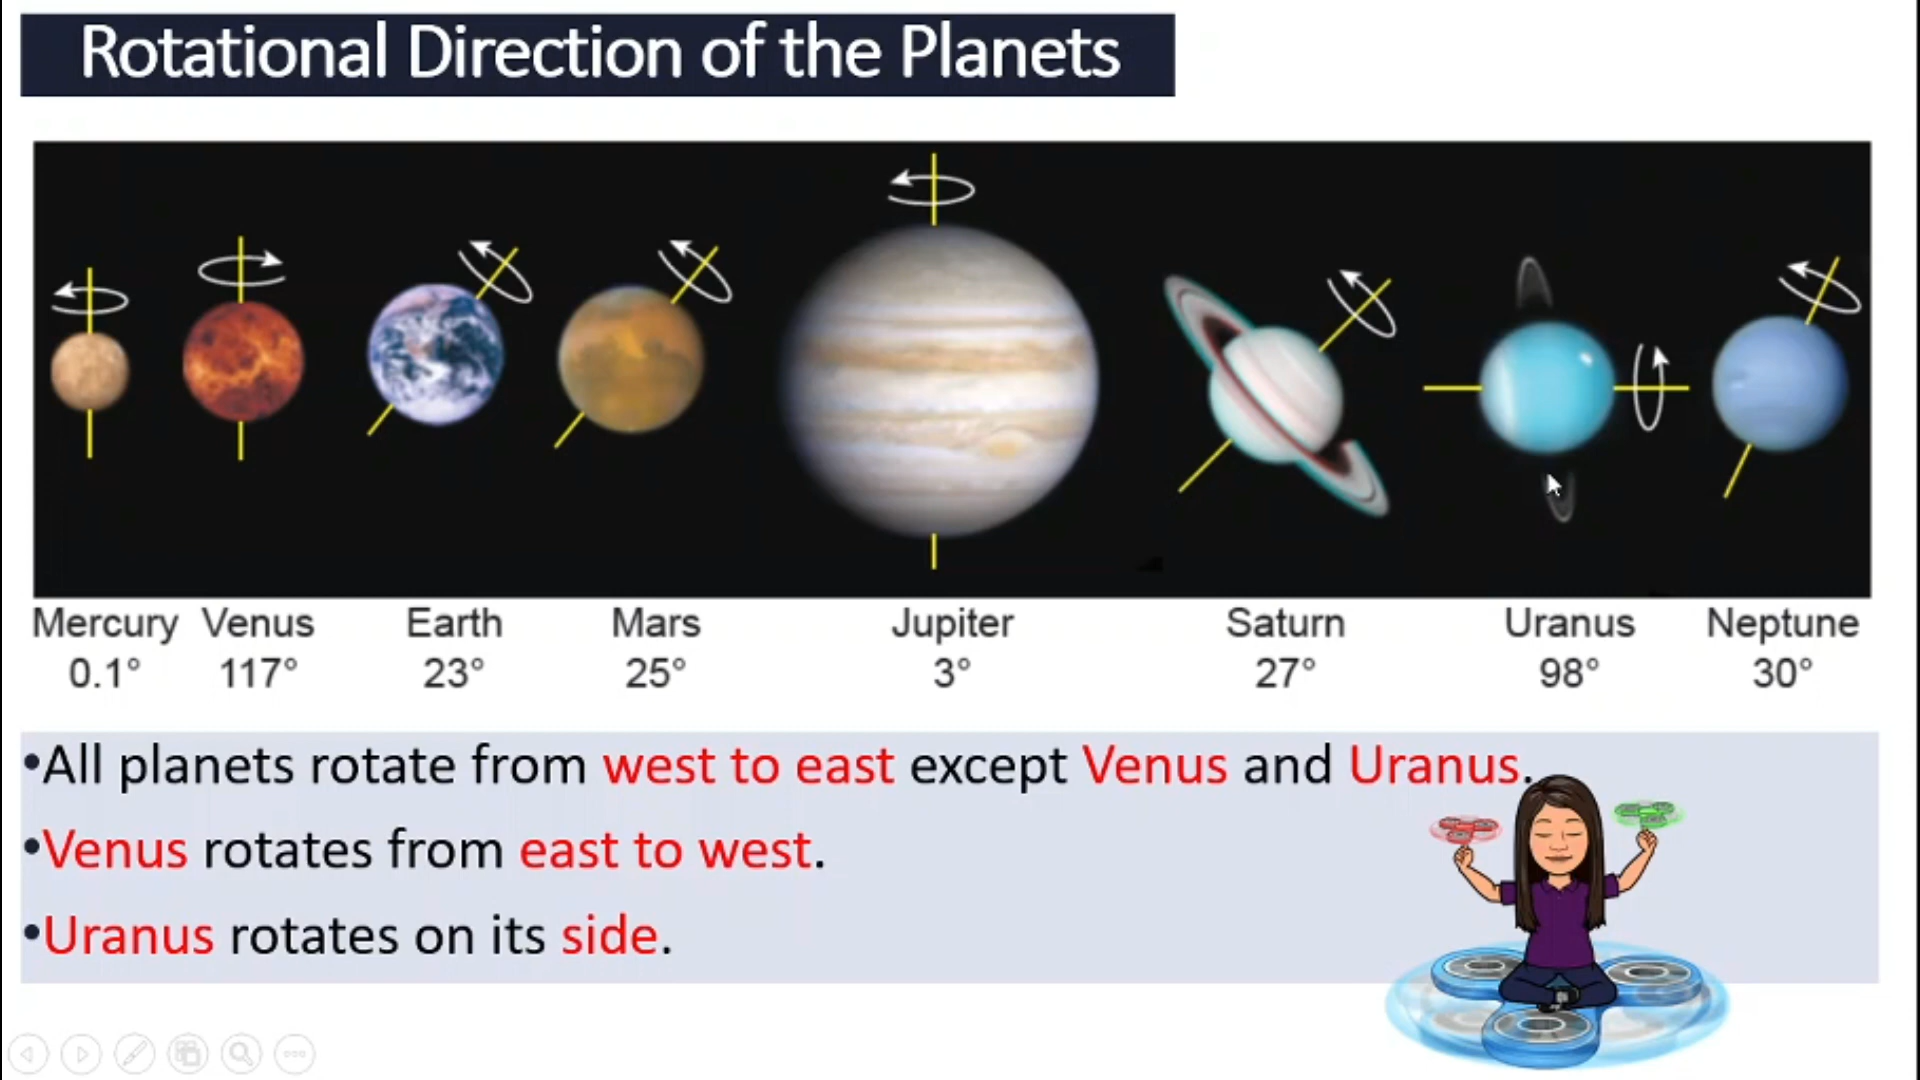 Rotational Direction of the Planets
Mercury Venus Earth Mars Jupiter Saturn Uranus Neptune
0.1° 117° 23° 25° 3° 27° 98° 30°
•All planets rotate from west to east except Venus and Uranus.
•Venus rotates from east to west.
•Uranus rotates on its side.